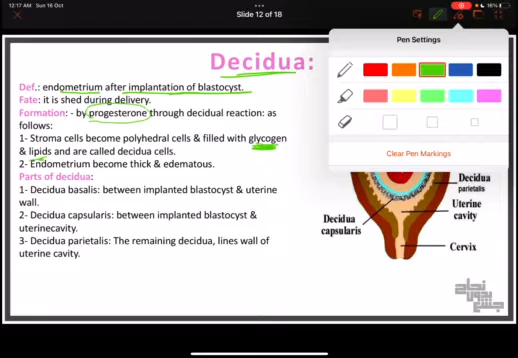 12:17 AM Sun 16 Oct
16%
Slide 12 of 18
Pen Settings
Clear Pen Markings
Decidua:
Def.: endometrium after implantation of blastocyst.
Fate: it is shed during delivery.
Formation: - by progesterone through decidual reaction: as
follows:
1- Stroma cells become polyhedral cells & filled with glycogen
& lipids and are called decidua cells.
2- Endometrium become thick & edematous.
Parts of decidua:
1- Decidua basalis: between implanted blastocyst & uterine
wall.
2- Decidua capsularis: between implanted blastocyst &
uterinecavity.
3- Decidua parietalis: The remaining decidua, lines wall of
uterine cavity.
Decidua
parietalis
Uterine
cavity
Decidua
capsularis
Cervix